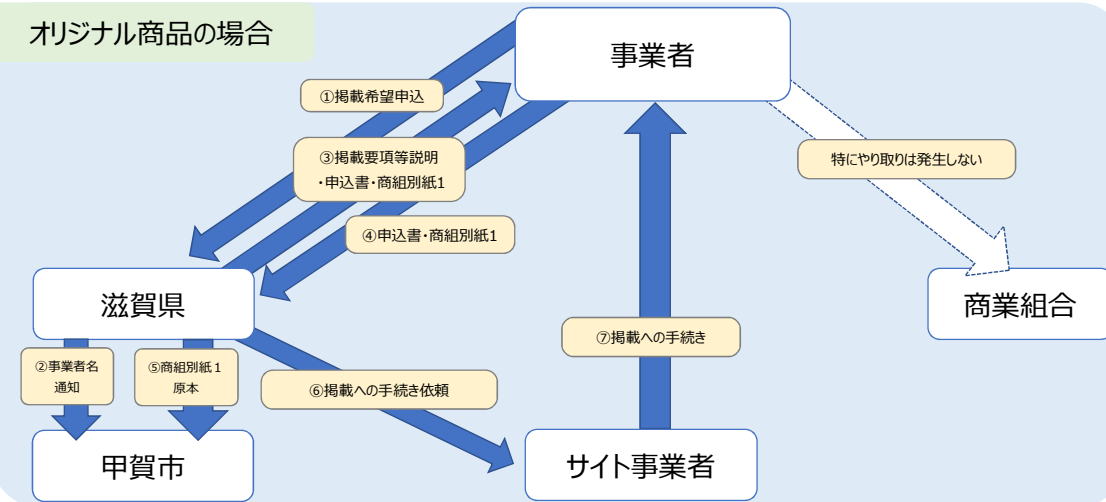 オリジナル商品の場合
事業者
①掲載希望申込
③掲載要項等説明
・申込書・商組別紙1
④申込書・商組別紙1
特にやり取りは発生しない
滋賀県
商業組合
②事業者名
通知
⑤商組別紙1
原本
⑥掲載への手続き依頼
⑦掲載への手続き
甲賀市
サイト事業者